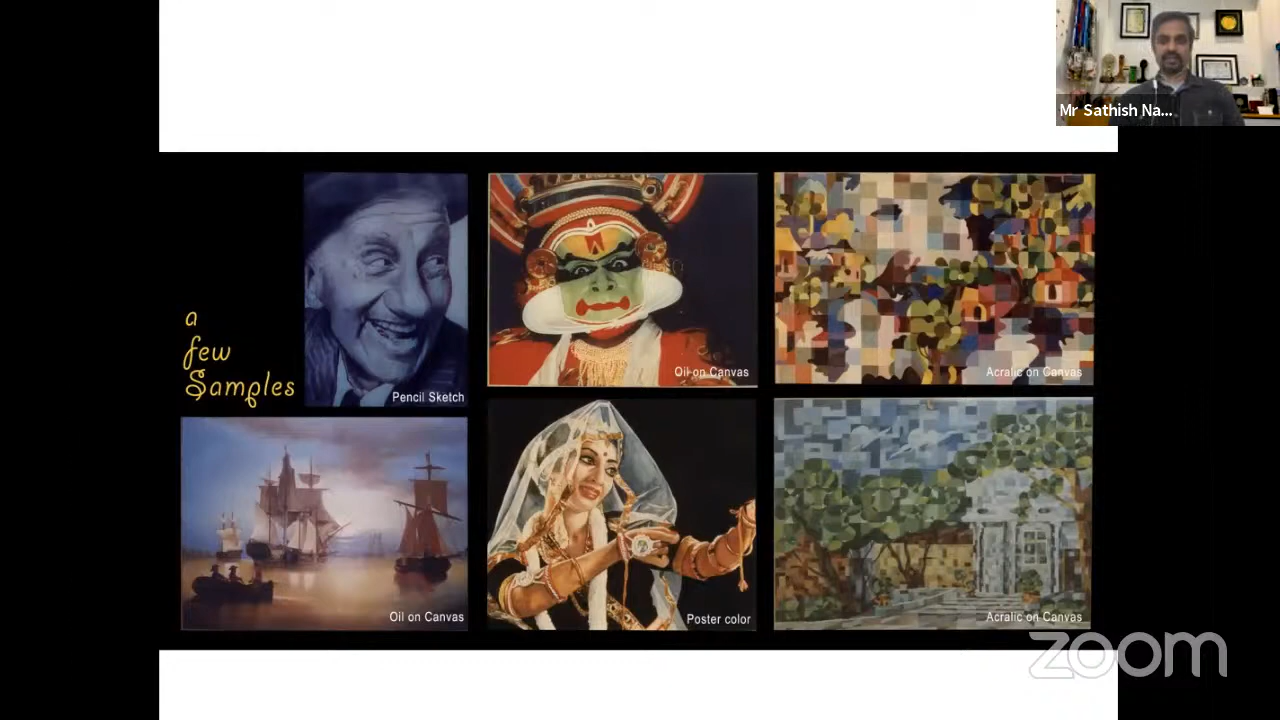 Mr Sathish Na...
a
few
Samples
Pencil Sketch
Oil on Canvas
Acralic on Canvas
Oil on Canvas
Poster color
Acralic on Canvas
zoom